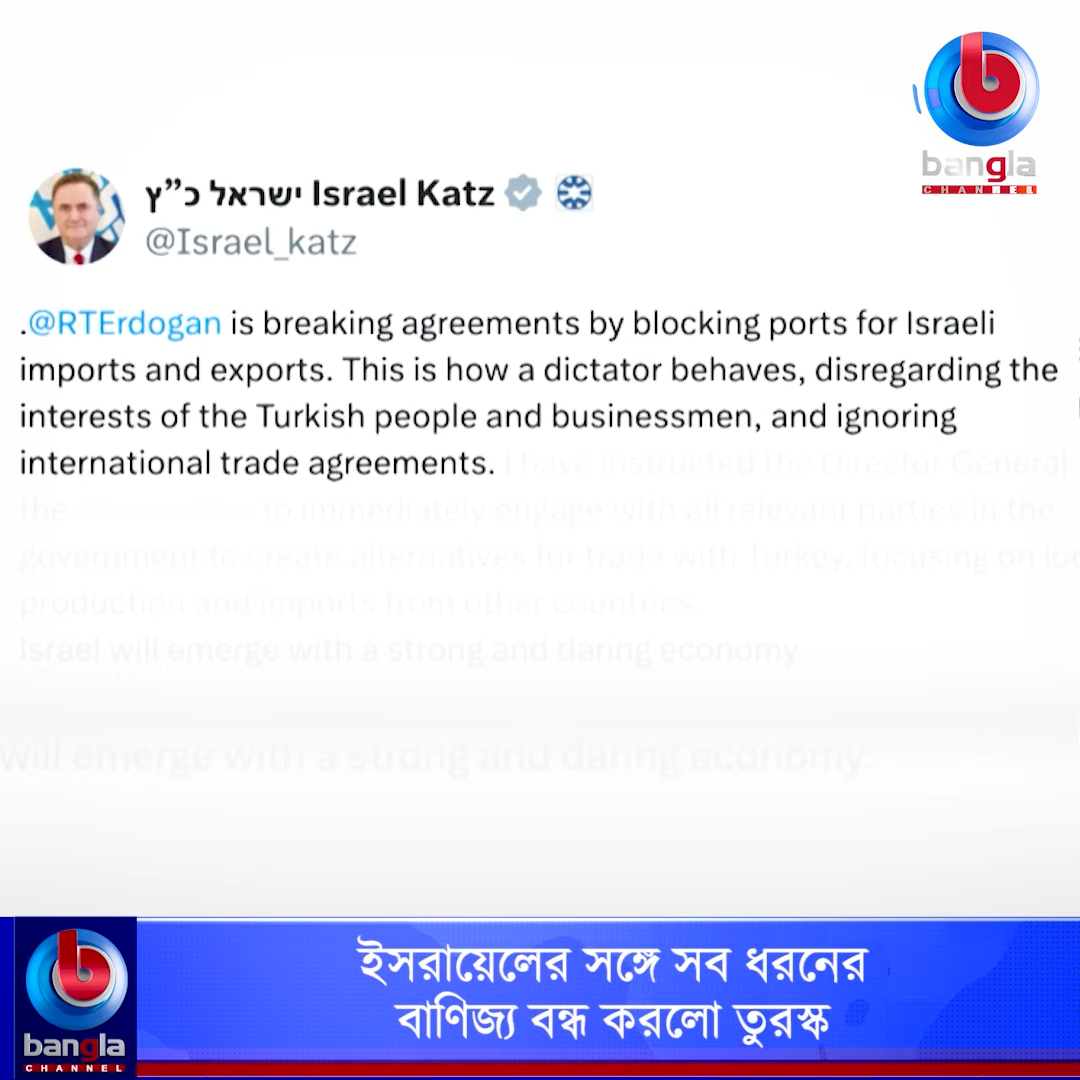 bangla
CHANNEL
ישראל כ”ץ Israel Katz
@Israel_katz
.@RTErdogan is breaking agreements by blocking ports for Israeli
imports and exports. This is how a dictator behaves, disregarding the
interests of the Turkish people and businessmen, and ignoring
international trade agreements. I have instructed the Director General
the to immediately engage with all relevant parties in the
government to create alternatives for trade with Turkey, focusing on
production and imports from other countries.
Israel will emerge with a strong and daring economy
will emerge with a strong and daring economy.
ইসরায়েলের সঙ্গে সব ধরনের
বাণিজ্য বন্ধ করলো তুরস্ক
bangla
CHANNEL